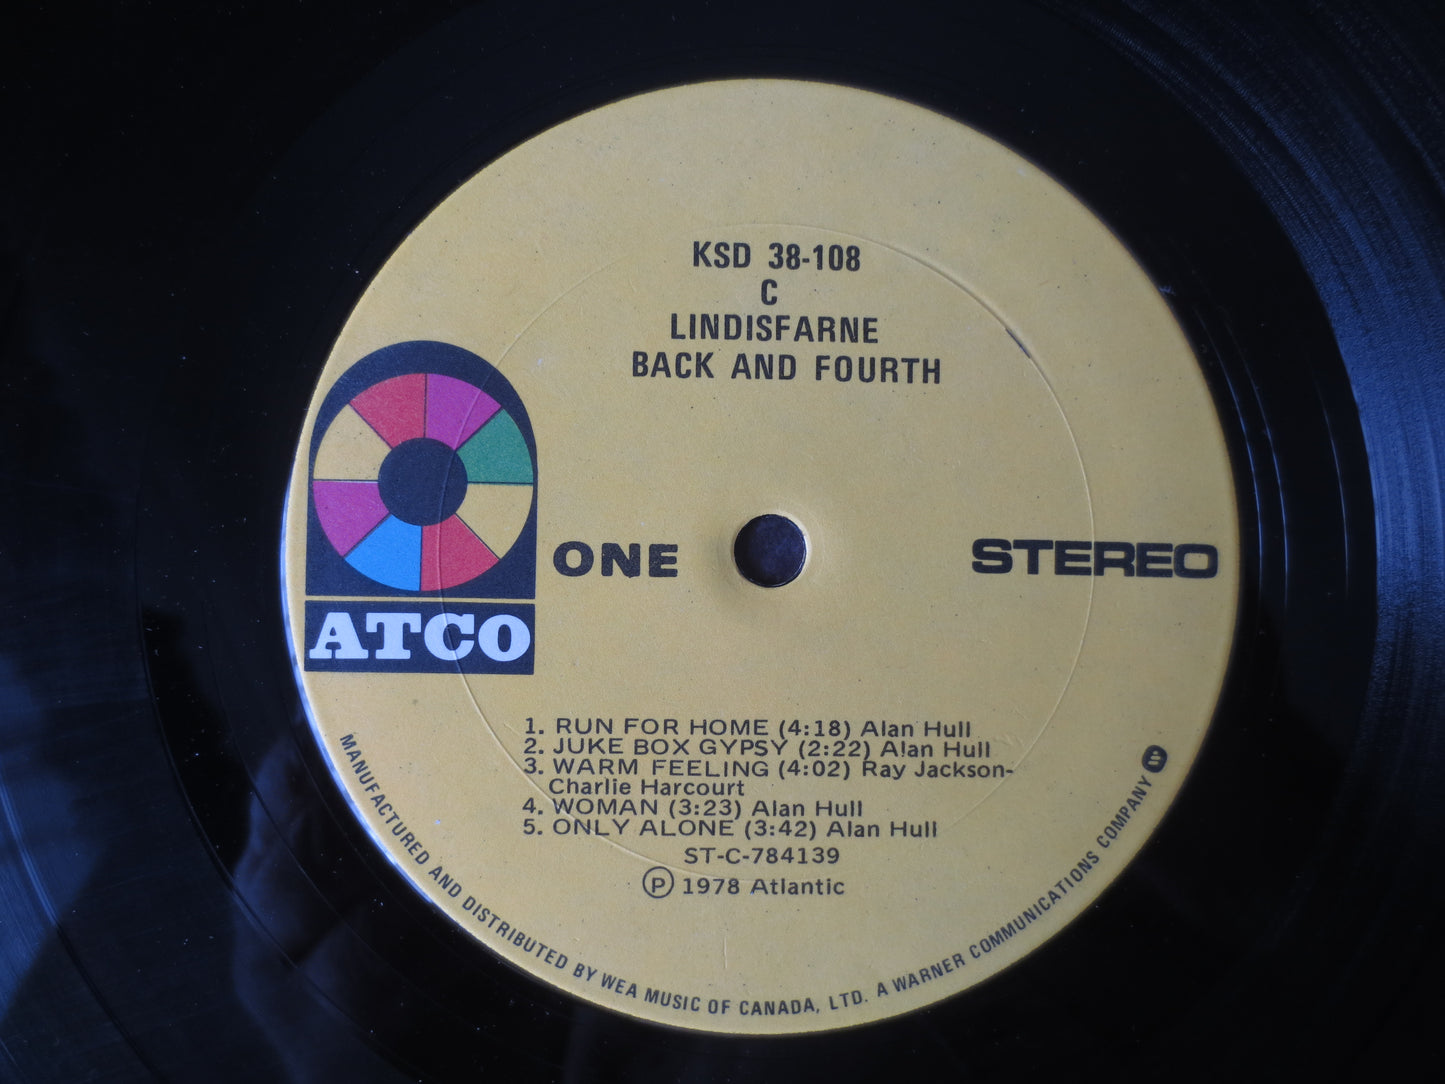 KSD 38-108
C
LINDISFARNE
BACK AND FOURTH
ONE
STEREO
ATCO
1. RUN FOR HOME (4:18) Alan Hull
2. JUKE BOX GYPSY (2:22) Alan Hull
3. WARM FEELING (4:02) Ray Jackson-
Charlie Harcourt
4. WOMAN (3:23) Alan Hull
5. ONLY ALONE (3:42) Alan Hull
ST-C-784139
Ⓟ 1978 Atlantic
MANUFACTURED AND DISTRIBUTED BY WEA MUSIC OF CANADA, LTD. A WARNER COMMUNICATIONS COMPANY